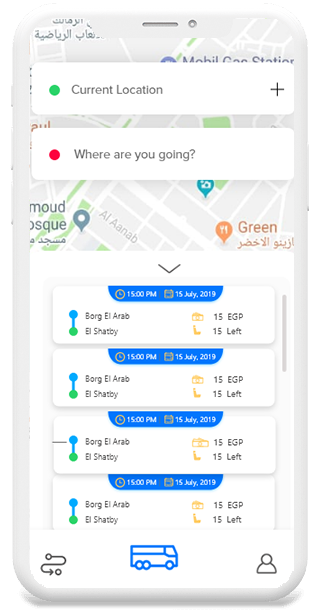 الرياضية
Mobil Gas Station
Current Location
Where are you going?
moud
osque
Al Aanab
Green
15:00 PM 15 July, 2019
Borg El Arab 15 EGP
El Shatby 15 Left
15:00 PM 15 July, 2019
Borg El Arab 15 EGP
El Shatby 15 Left
15:00 PM 15 July, 2019
Borg El Arab 15 EGP
El Shatby 15 Left
15:00 PM 15 July, 2019
Borg El Arab 15 EGP
El Shatby 15 Left